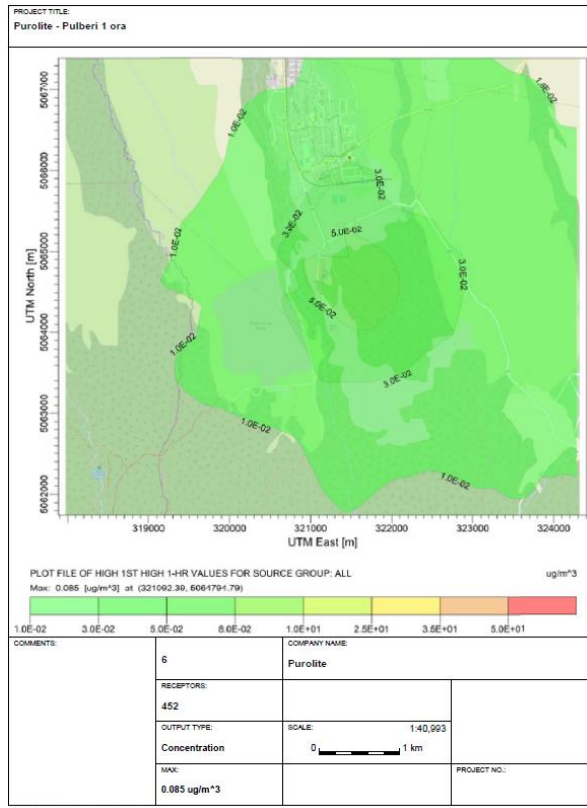 PROJECT TITLE:
Purolite - Pulberi 1 ora
UTM North [m]
5067000
5066000
5065000
5064000
5063000
5062000
1.0E-02
1.0E-02
3.0E-02
3.0E-02
5.0E-02
1.0E-02
3.0E-02
1.0E-02
3.0E-02
1.0E-02
1.0E-02
319000 320000 321000 322000 323000 324000
UTM East [m]
PLOT FILE OF HIGH 1ST HIGH 1-HR VALUES FOR SOURCE GROUP: ALL ug/m^3
Max: 0.085 [ug/m^3] at (321092.39, 5064791.79)
1.0E-02 3.0E-02 5.0E-02 8.0E-02 1.0E+01 2.5E+01 3.5E+01 5.0E+01
COMMENTS:
6
COMPANY NAME:
Purolite
RECEPTORS:
452
OUTPUT TYPE:
Concentration
SCALE: 1:40,993
0 1 km
MAX:
0.085 ug/m^3
PROJECT NO.: